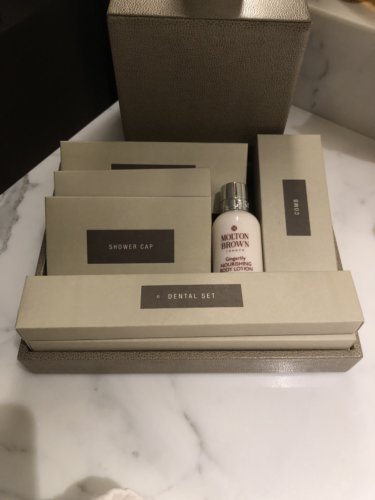 SHOWER CAP
MOLTON
BROWN
LONDON
Gingerlily
NOURISHING
BODY LOTION
COMB
DENTAL SET